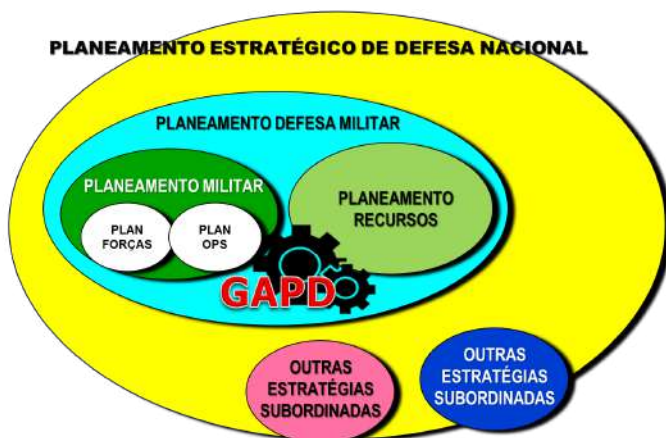 PLANEAMENTO ESTRATÉGICO DE DEFESA NACIONAL
PLANEAMENTO DEFESA MILITAR
PLANEAMENTO MILITAR
PLAN
FORÇAS
PLAN
OPS
PLANEAMENTO
RECURSOS
GAPD
OUTRAS
ESTRATÉGIAS
SUBORDINADAS
OUTRAS
ESTRATÉGIAS
SUBORDINADAS